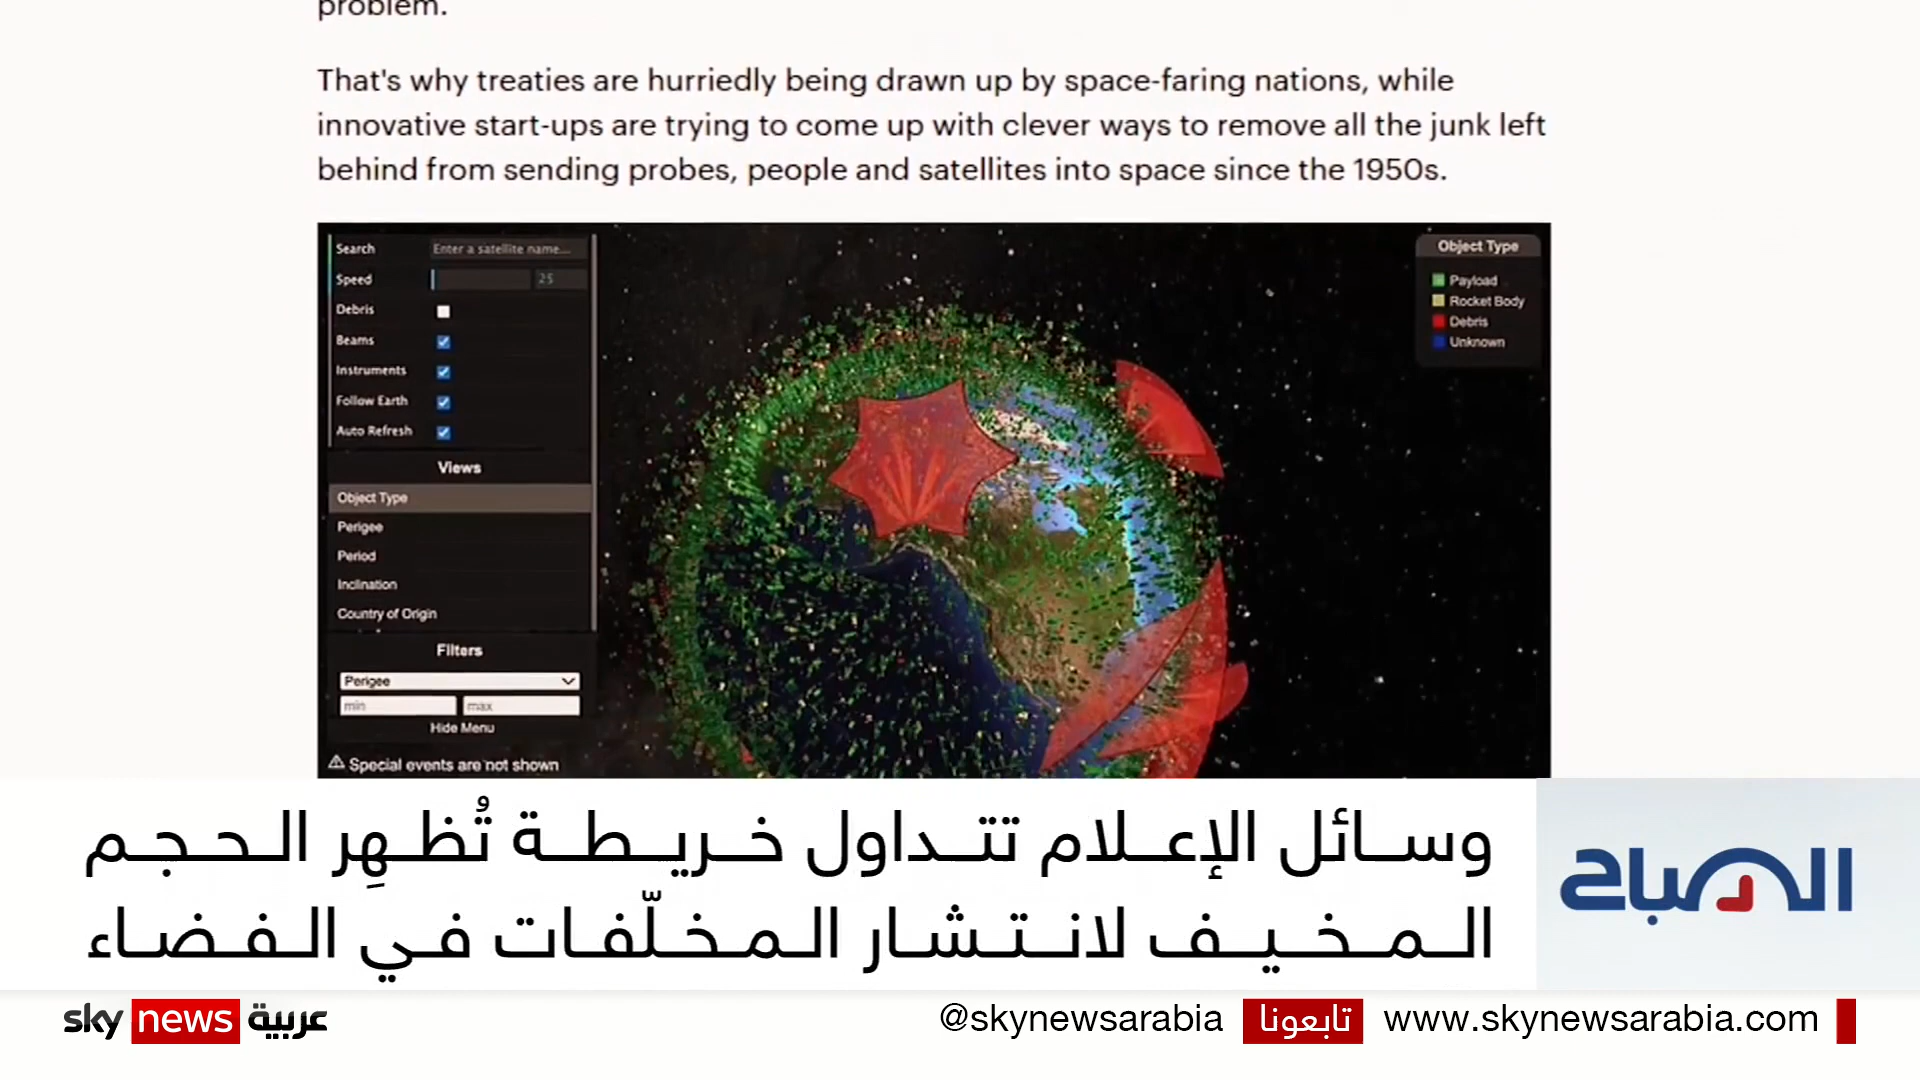 problem.
That's why treaties are hurriedly being drawn up by space-faring nations, while
innovative start-ups are trying to come up with clever ways to remove all the junk left
behind from sending probes, people and satellites into space since the 1950s.
Search Enter a satellite name...
Speed 25
Debris
Beams
Instruments
Follow Earth
Auto Refresh
Views
Object Type
Perigee
Period
Inclination
Country of Origin
Filters
Perigee
min max
Hide Menu
⚠ Special events are not shown
Object Type
Payload
Rocket Body
Debris
Unknown
وسائل الإعلام تتداول خريطة تُظهِر الحجم
المخيف لانتشار المخلّفات في الفضاء
الصباح
sky news عربية
@skynewsarabia تابعونا www.skynewsarabia.com